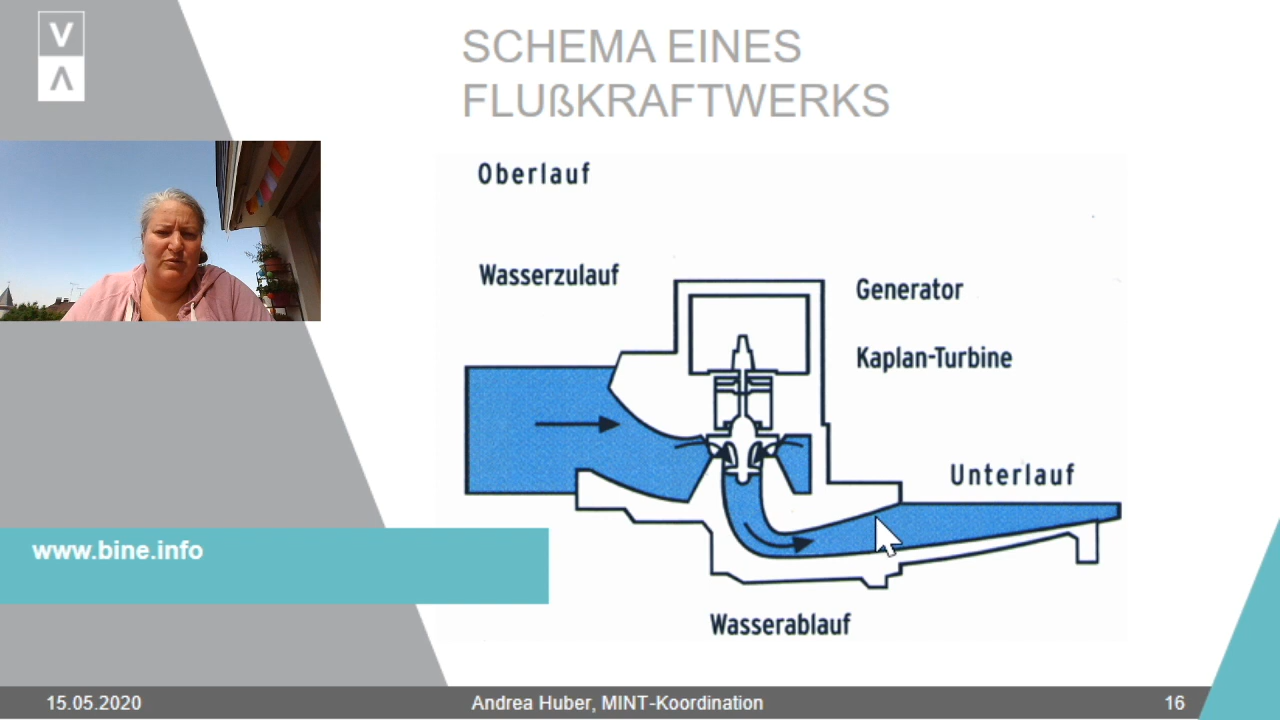 SCHEMA EINES
FLUßKRAFTWERKS
Oberlauf
Wasserzulauf
Generator
Kaplan-Turbine
Unterlauf
www.bine.info
Wasserablauf
15.05.2020
Andrea Huber, MINT-Koordination
16